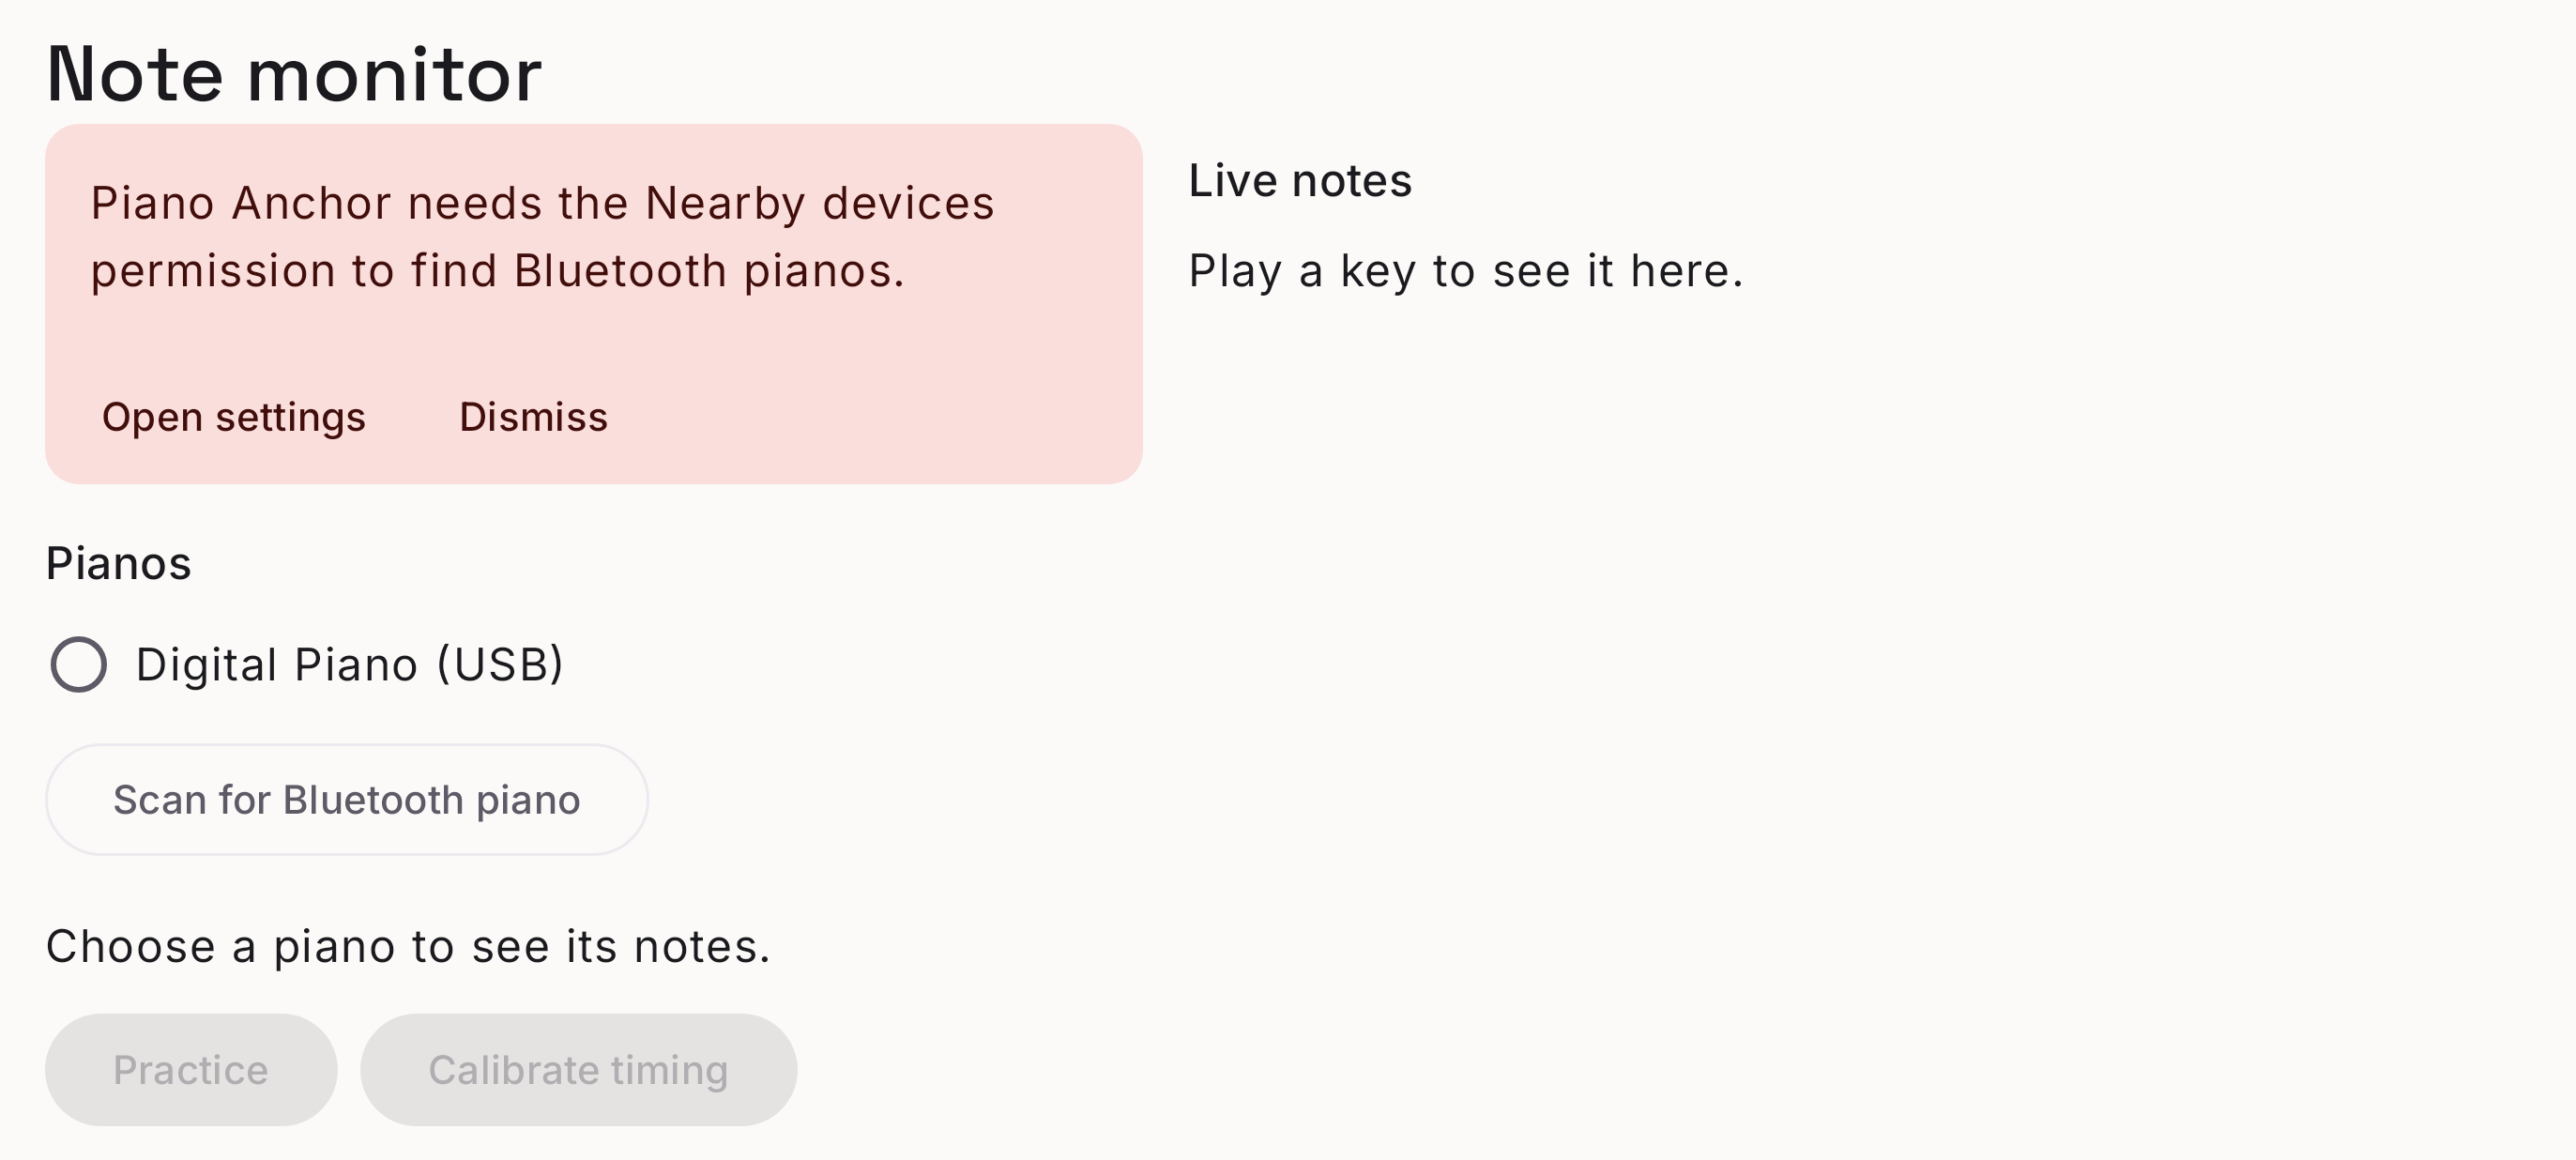 Note monitor
Piano Anchor needs the Nearby devices
permission to find Bluetooth pianos.
Open settings
Dismiss
Pianos
Digital Piano (USB)
Scan for Bluetooth piano
Choose a piano to see its notes.
Practice
Calibrate timing
Live notes
Play a key to see it here.